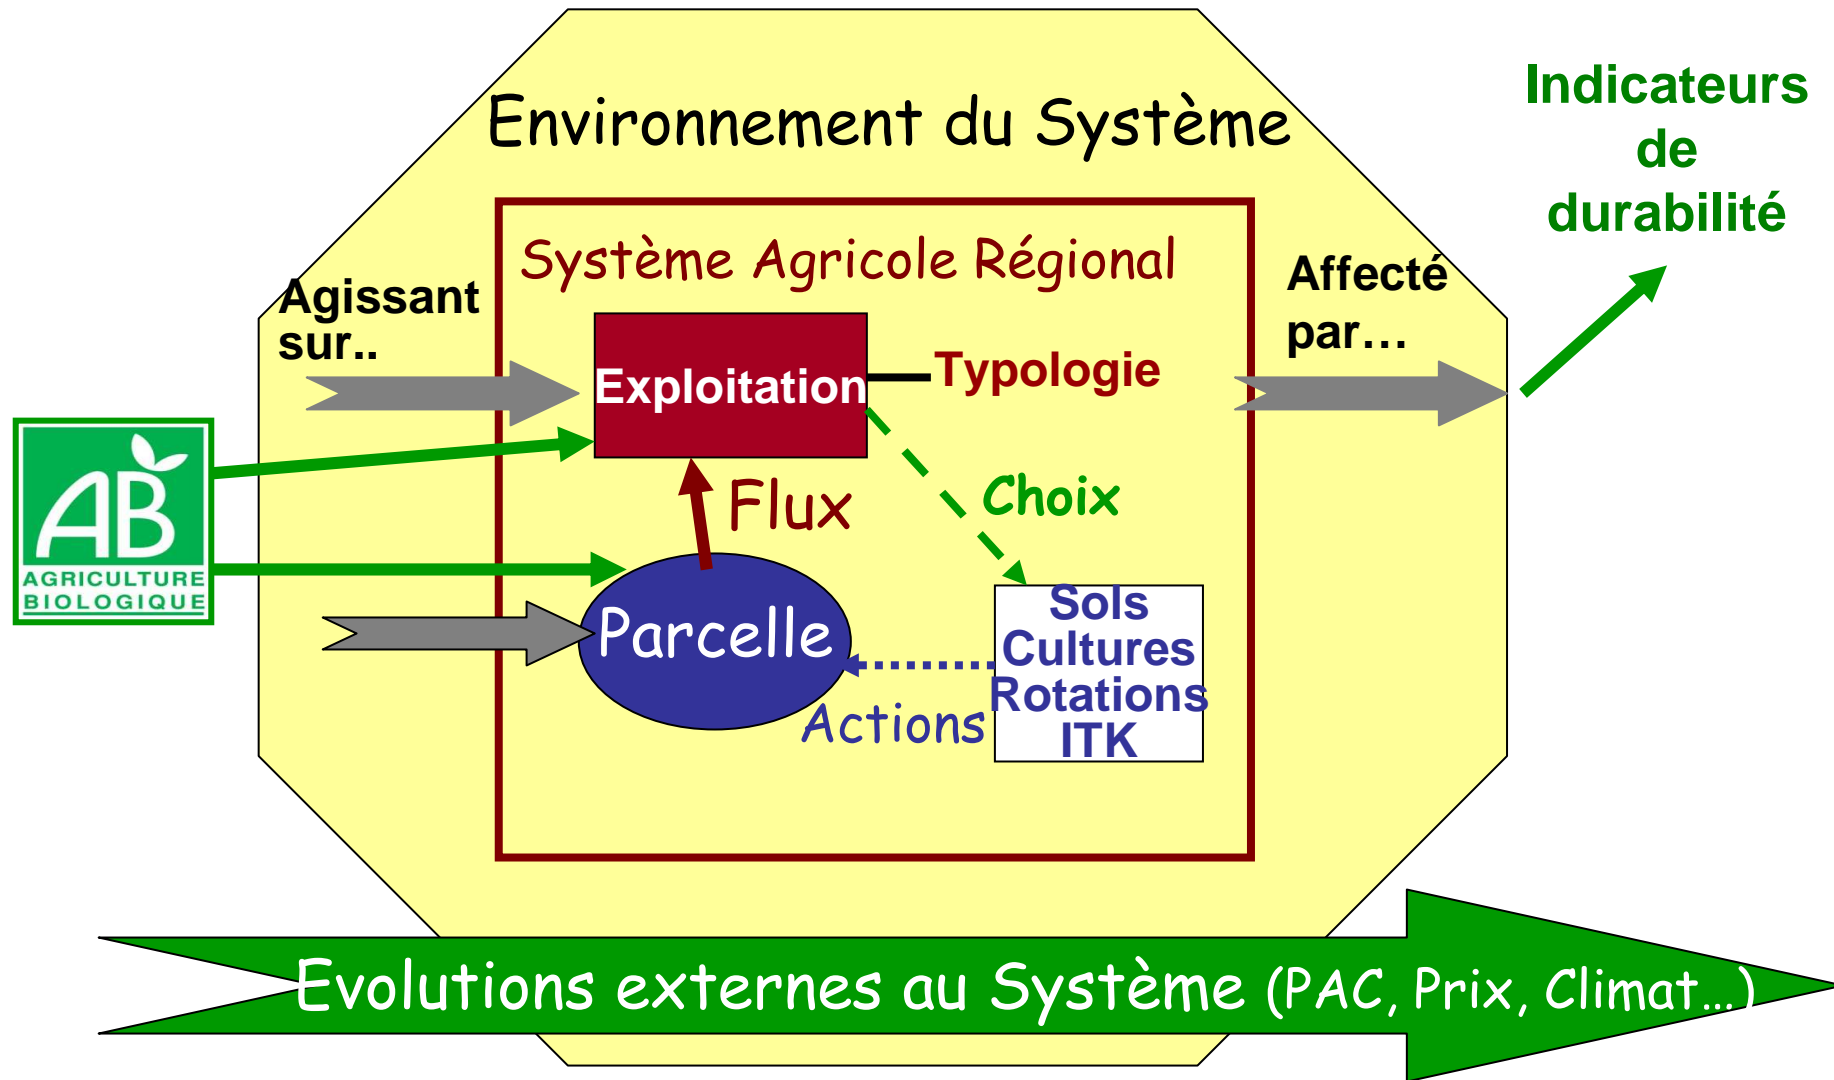 Environnement du Système
Indicateurs
de
durabilité
Système Agricole Régional
Agissant
sur..
Affecté
par…
Exploitation
Typologie
Flux
Choix
AB
AGRICULTURE
BIOLOGIQUE
Parcelle
Sols
Cultures
Rotations
ITK
Actions
Evolutions externes au Système (PAC, Prix, Climat…)